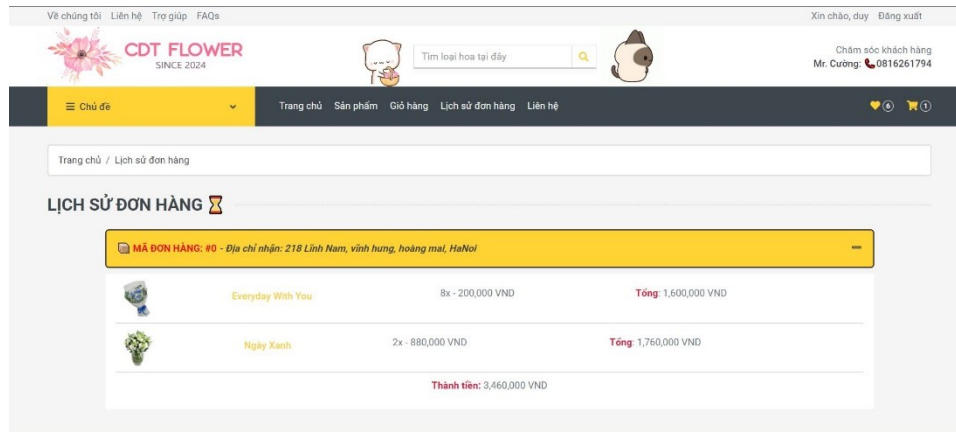 Về chúng tôi Liên hệ Trợ giúp FAQs
Xin chào, duy Đăng xuất
CDT FLOWER
SINCE 2024
Tìm loại hoa tại đây
Chăm sóc khách hàng
Mr. Cường: 0816261794
Chủ đề
Trang chủ Sản phẩm Giỏ hàng Lịch sử đơn hàng Liên hệ
6 1
Trang chủ / Lịch sử đơn hàng
LỊCH SỬ ĐƠN HÀNG
MÃ ĐƠN HÀNG: #0 - Địa chỉ nhận: 218 Lĩnh Nam, vĩnh hưng, hoàng mai, HaNoi
Everyday With You 8x - 200,000 VND Tổng: 1,600,000 VND
Ngày Xanh 2x - 880,000 VND Tổng: 1,760,000 VND
Thành tiền: 3,460,000 VND